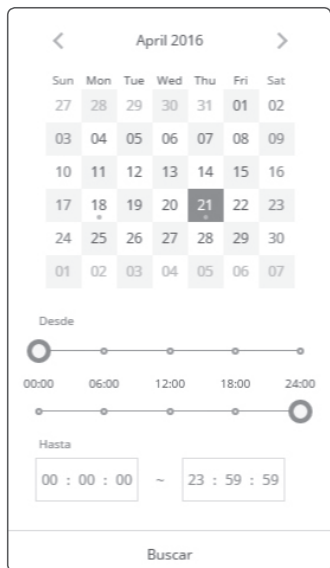 April 2016
Sun Mon Tue Wed Thu Fri Sat
27 28 29 30 31 01 02
03 04 05 06 07 08 09
10 11 12 13 14 15 16
17 18 19 20 21 22 23
24 25 26 27 28 29 30
01 02 03 04 05 06 07
Desde
00:00 06:00 12:00 18:00 24:00
Hasta
00 : 00 : 00 ~ 23 : 59 : 59
Buscar